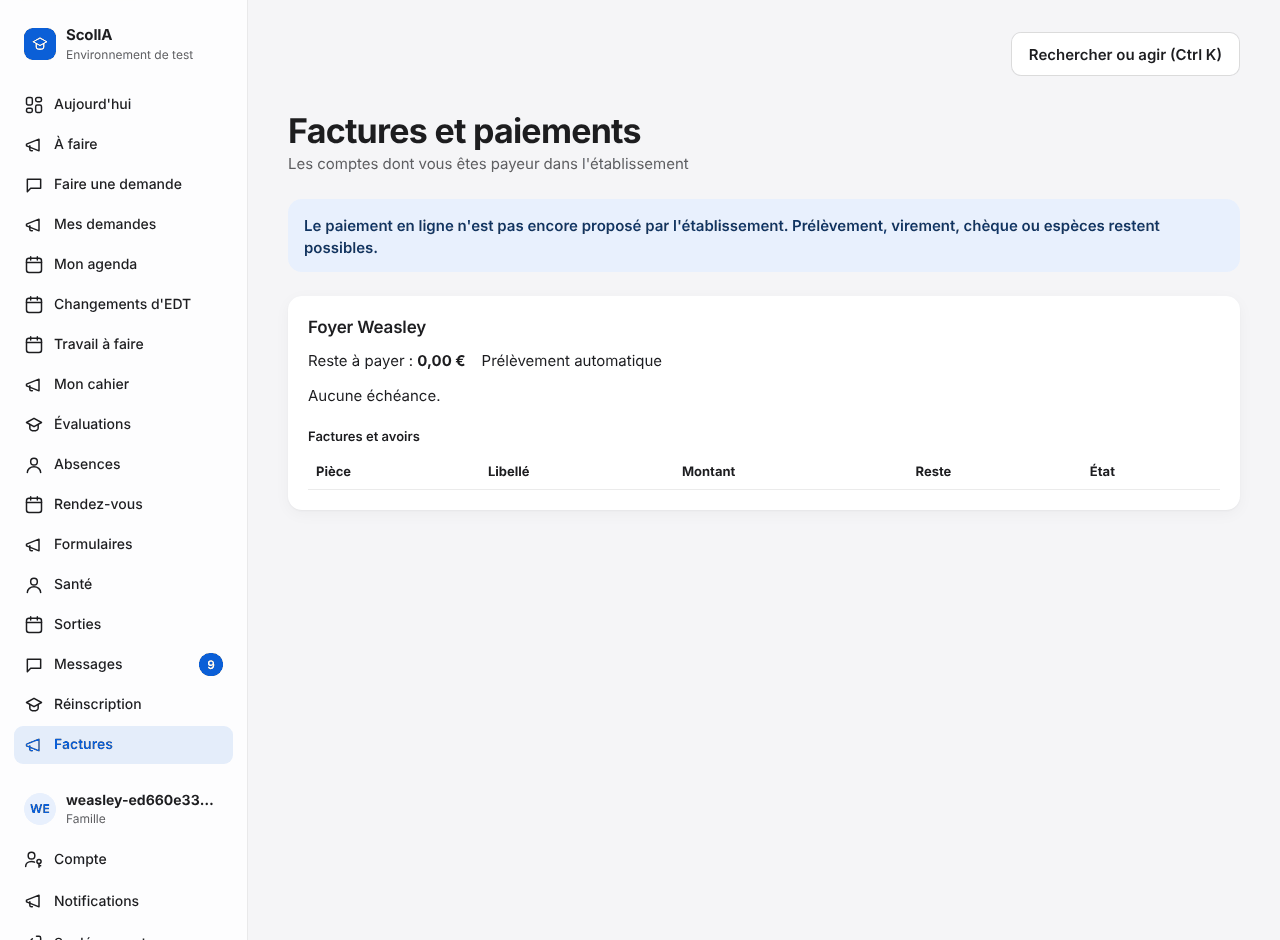 ScolIA
Environnement de test
Aujourd'hui
À faire
Faire une demande
Mes demandes
Mon agenda
Changements d'EDT
Travail à faire
Mon cahier
Évaluations
Absences
Rendez-vous
Formulaires
Santé
Sorties
Messages 9
Réinscription
Factures
WE
weasley-ed660e33...
Famille
Compte
Notifications
Rechercher ou agir (Ctrl K)
Factures et paiements
Les comptes dont vous êtes payeur dans l'établissement
Le paiement en ligne n'est pas encore proposé par l'établissement. Prélèvement, virement, chèque ou espèces restent
possibles.
Foyer Weasley
Reste à payer : 0,00 € Prélèvement automatique
Aucune échéance.
Factures et avoirs
Pièce Libellé Montant Reste État